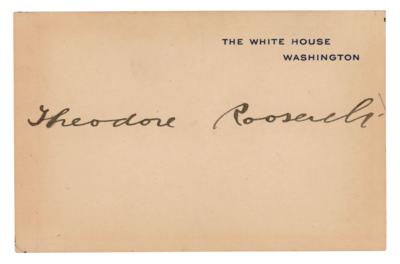 THE WHITE HOUSE
WASHINGTON
Theodore Roosevelt